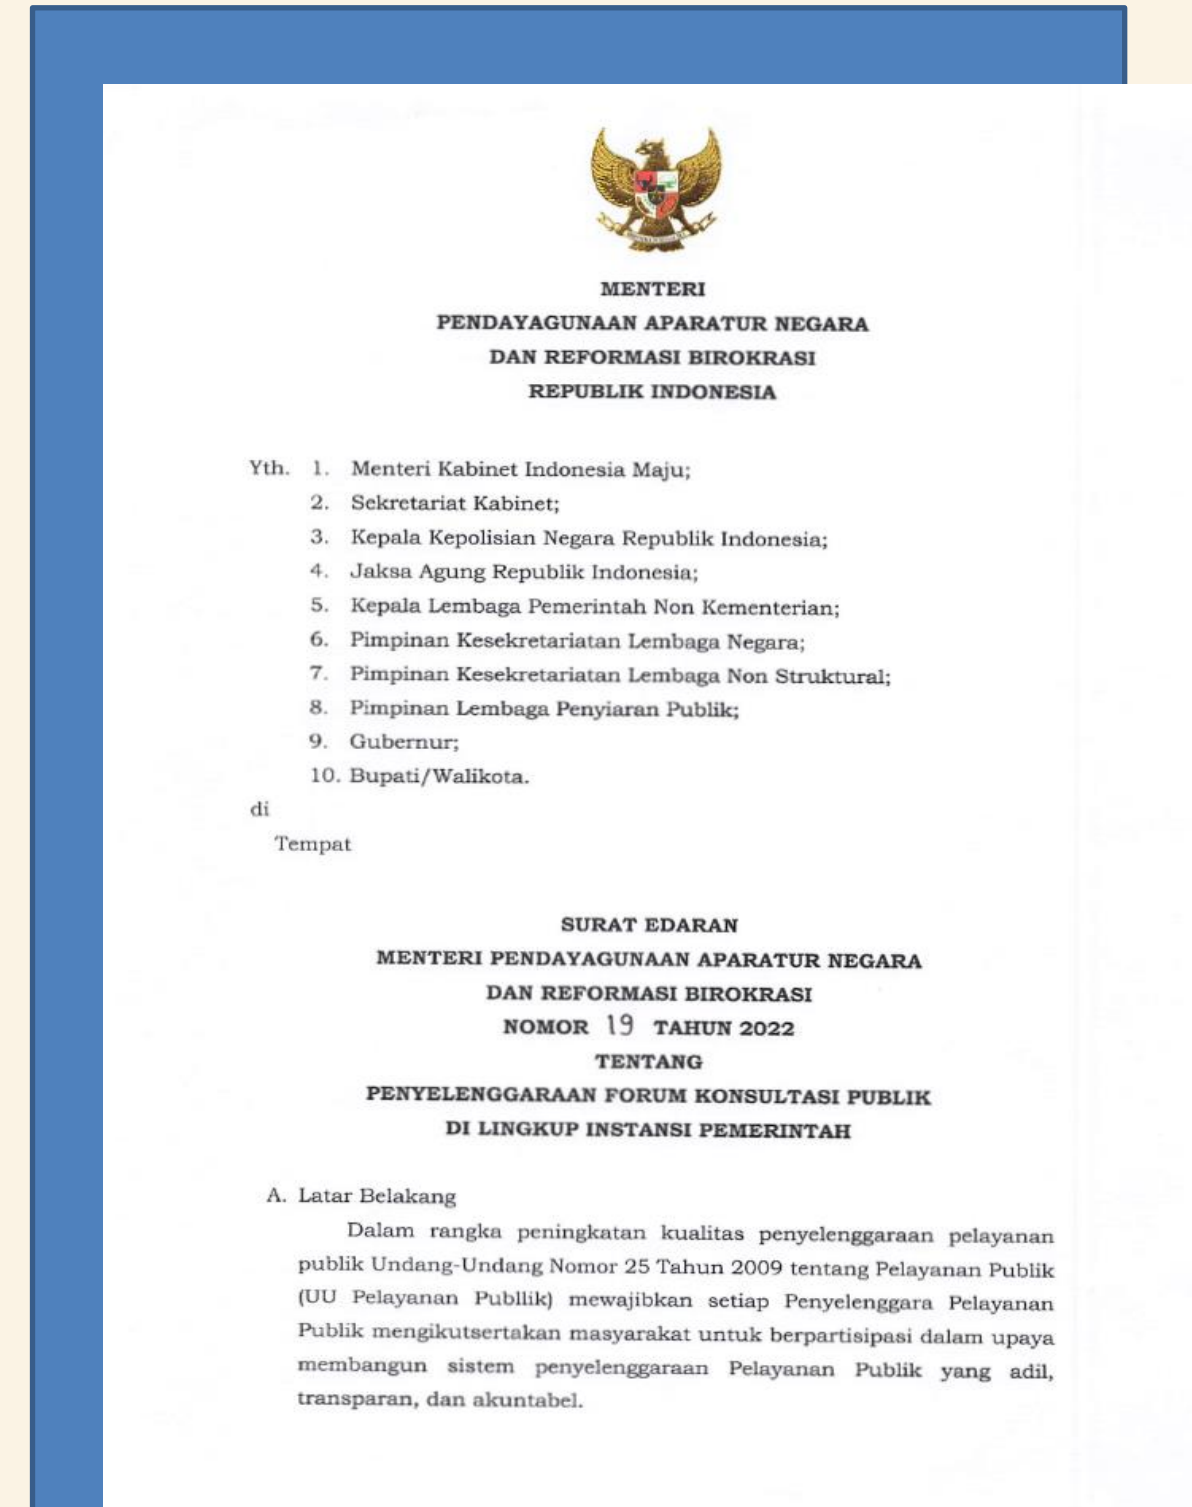 MENTERI
PENDAYAGUNAAN APARATUR NEGARA
DAN REFORMASI BIROKRASI
REPUBLIK INDONESIA
Yth. 1. Menteri Kabinet Indonesia Maju;
2. Sekretariat Kabinet;
3. Kepala Kepolisian Negara Republik Indonesia;
4. Jaksa Agung Republik Indonesia;
5. Kepala Lembaga Pemerintah Non Kementerian;
6. Pimpinan Kesekretariatan Lembaga Negara;
7. Pimpinan Kesekretariatan Lembaga Non Struktural;
8. Pimpinan Lembaga Penyiaran Publik;
9. Gubernur;
10. Bupati/Walikota.
di
Tempat
SURAT EDARAN
MENTERI PENDAYAGUNAAN APARATUR NEGARA
DAN REFORMASI BIROKRASI
NOMOR 19 TAHUN 2022
TENTANG
PENYELENGGARAAN FORUM KONSULTASI PUBLIK
DI LINGKUP INSTANSI PEMERINTAH
A. Latar Belakang
Dalam rangka peningkatan kualitas penyelenggaraan pelayanan
publik Undang-Undang Nomor 25 Tahun 2009 tentang Pelayanan Publik
(UU Pelayanan Publlik) mewajibkan setiap Penyelenggara Pelayanan
Publik mengikutsertakan masyarakat untuk berpartisipasi dalam upaya
membangun sistem penyelenggaraan Pelayanan Publik yang adil,
transparan, dan akuntabel.